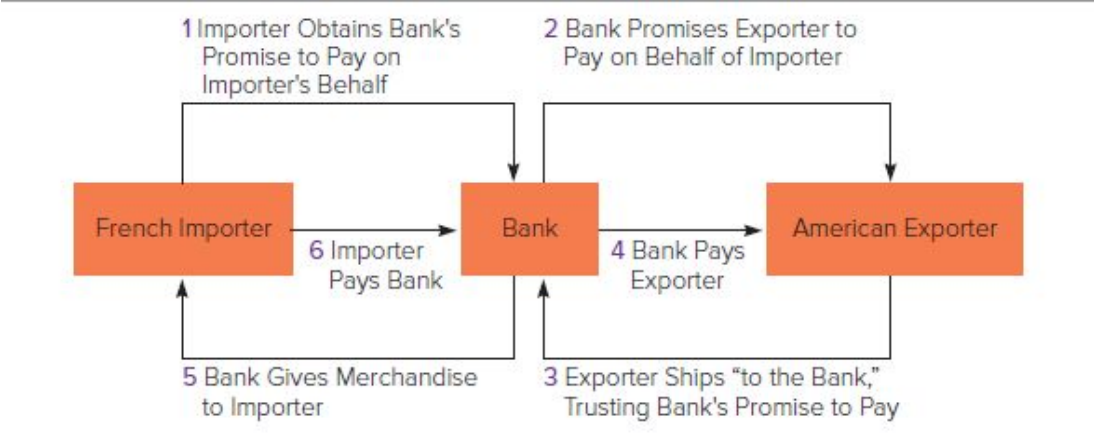 1 Importer Obtains Bank's
Promise to Pay on
Importer's Behalf
2 Bank Promises Exporter to
Pay on Behalf of Importer
French Importer
Bank
American Exporter
6 Importer
Pays Bank
4 Bank Pays
Exporter
5 Bank Gives Merchandise
to Importer
3 Exporter Ships “to the Bank,”
Trusting Bank's Promise to Pay